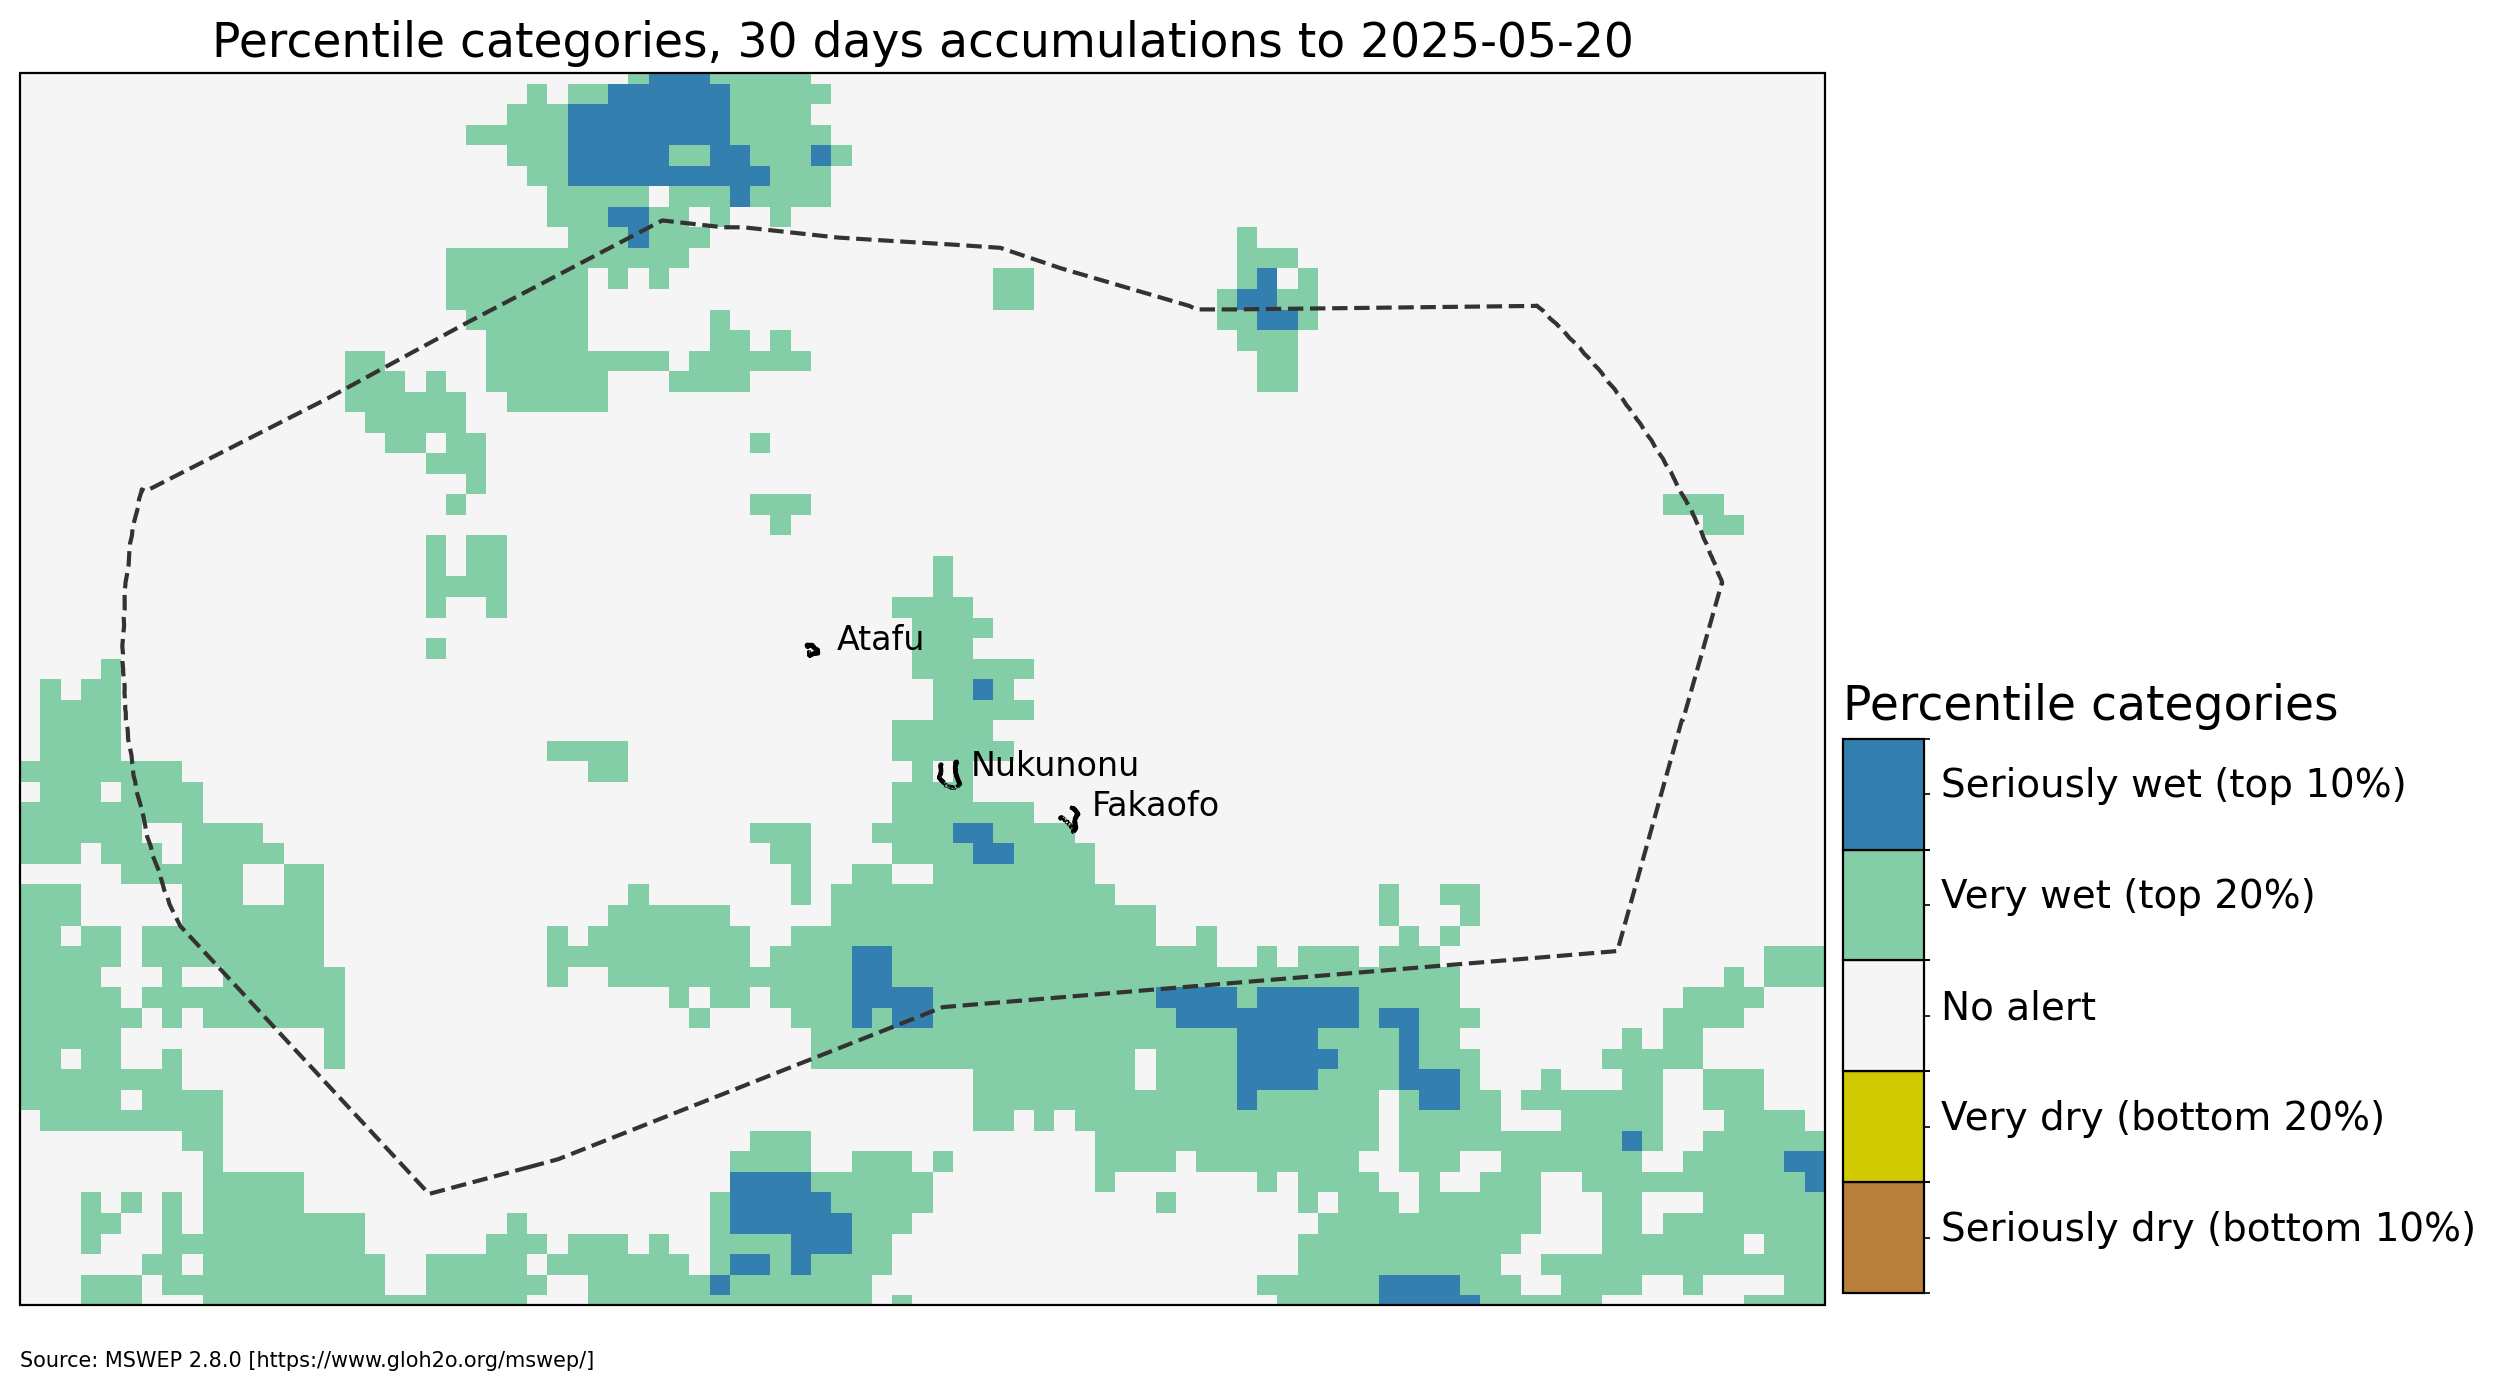 Percentile categories, 30 days accumulations to 2025-05-20
Atafu
Nukunonu
Fakaofo
Percentile categories
Seriously wet (top 10%)
Very wet (top 20%)
No alert
Very dry (bottom 20%)
Seriously dry (bottom 10%)
Source: MSWEP 2.8.0 [https://www.gloh2o.org/mswep/]